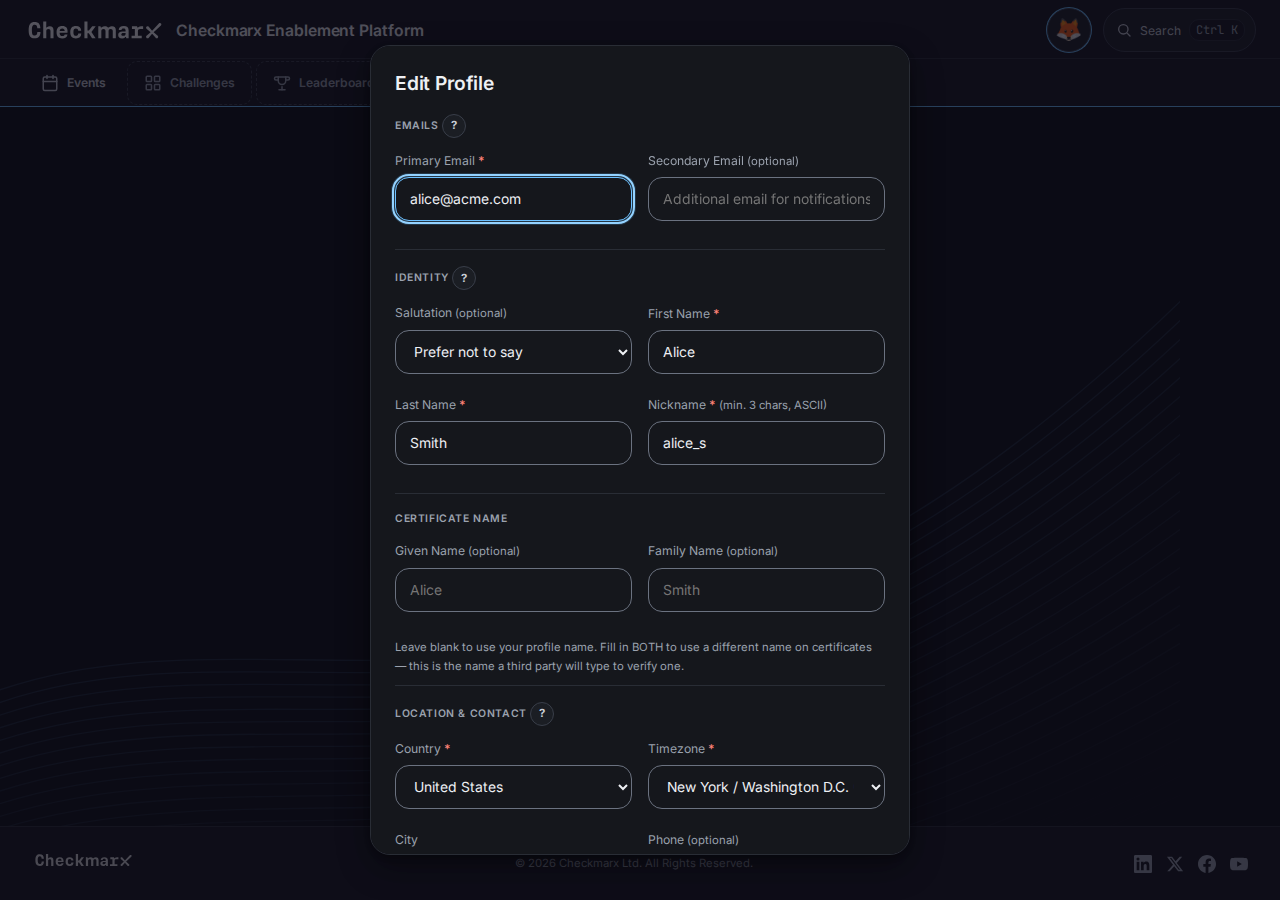 Checkmarx Checkmarx Enablement Platform Search Ctrl K
Events Challenges Leaderboard
Edit Profile
EMAILS ?
Primary Email * Secondary Email (optional)
alice@acme.com Additional email for notifications
IDENTITY ?
Salutation (optional) First Name *
Prefer not to say Alice
Last Name * Nickname * (min. 3 chars, ASCII)
Smith alice_s
CERTIFICATE NAME
Given Name (optional) Family Name (optional)
Alice Smith
Leave blank to use your profile name. Fill in BOTH to use a different name on certificates
— this is the name a third party will type to verify one.
LOCATION & CONTACT ?
Country * Timezone *
United States New York / Washington D.C.
City Phone (optional)
Checkmarx © 2026 Checkmarx Ltd. All Rights Reserved.